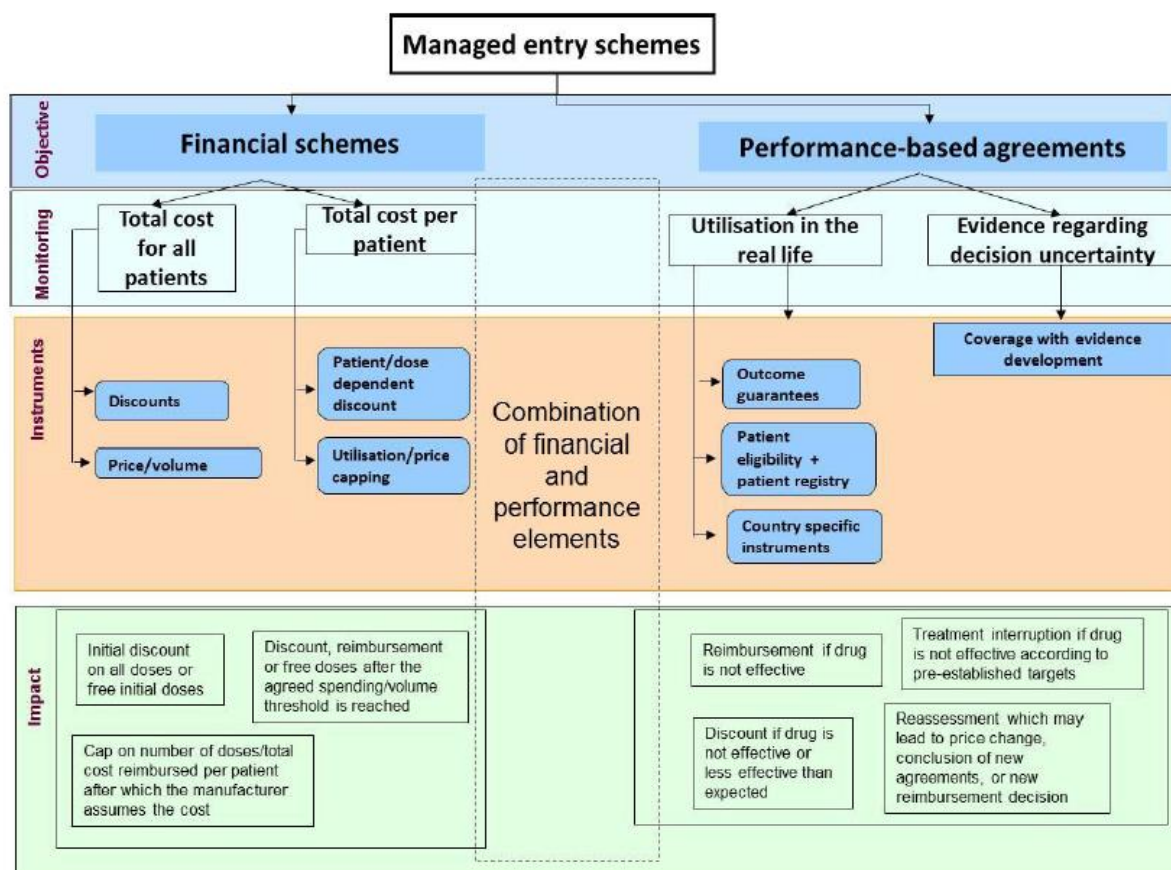 Managed entry schemes
Objective
Financial schemes
Performance-based agreements
Monitoring
Total cost
for all
patients
Total cost per
patient
Utilisation in the
real life
Evidence regarding
decision uncertainty
Instruments
Discounts
Price/volume
Patient/dose
dependent
discount
Utilisation/price
capping
Combination
of financial
and
performance
elements
Outcome
guarantees
Patient
eligibility +
patient registry
Country specific
instruments
Coverage with evidence
development
Impact
Initial discount
on all doses or
free initial doses
Discount, reimbursement
or free doses after the
agreed spending/volume
threshold is reached
Cap on number of doses/total
cost reimbursed per patient
after which the manufacturer
assumes the cost
Reimbursement if drug
is not effective
Treatment interruption if drug
is not effective according to
pre-established targets
Discount if drug is
not effective or
less effective than
expected
Reassessment which may
lead to price change,
conclusion of new
agreements, or new
reimbursement decision